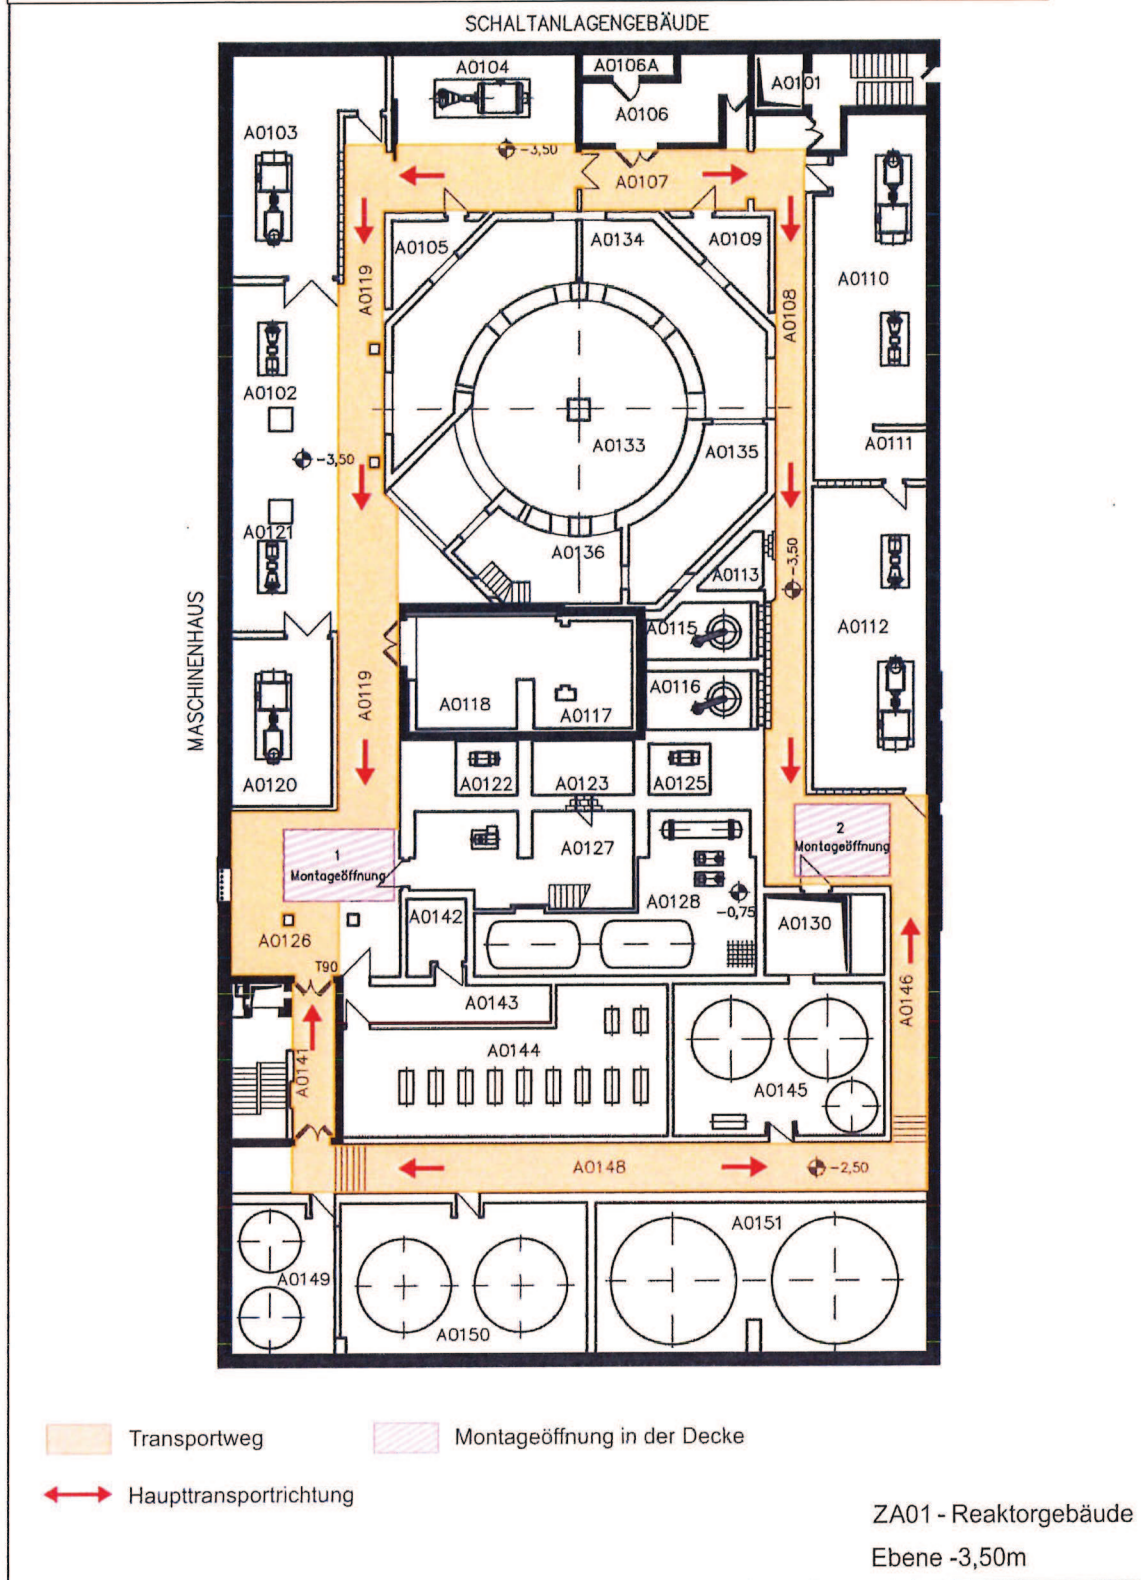 SCHALTANLAGENGEBÄUDE
A0106A
A0104
A0101
A0106
A0103
-3,50
A0107
A0105
A0134
A0109
A0119
A0108
A0110
A0102
A0133
A0135
A0111
-3,50
A0121
A0136
-3,50
A0113
MASCHINENHAUS
A0115
A0112
A0119
A0116
A0118
A0117
A0120
A0122
A0123
A0125
1
Montageöffnung
2
Montageöffnung
A0127
A0128
-0,75
A0142
A0130
A0126
T90
A0143
A0146
A0141
A0144
A0145
A0148
-2,50
A0151
A0149
A0150
Transportweg
Montageöffnung in der Decke
Haupttransportrichtung
ZA01 - Reaktorgebäude
Ebene -3,50m